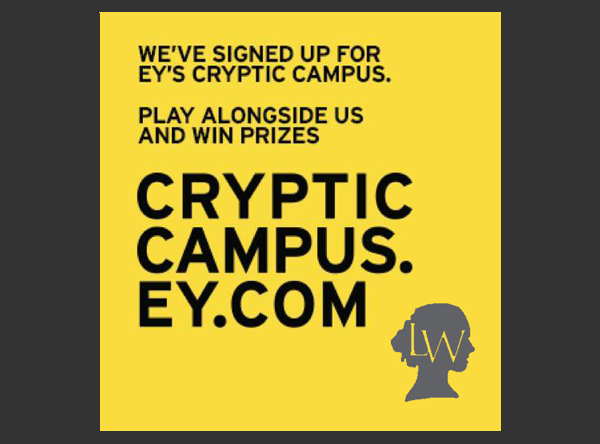 WE'VE SIGNED UP FOR
EY'S CRYPTIC CAMPUS.
PLAY ALONGSIDE US
AND WIN PRIZES
CRYPTIC
CAMPUS.
EY.COM
LW